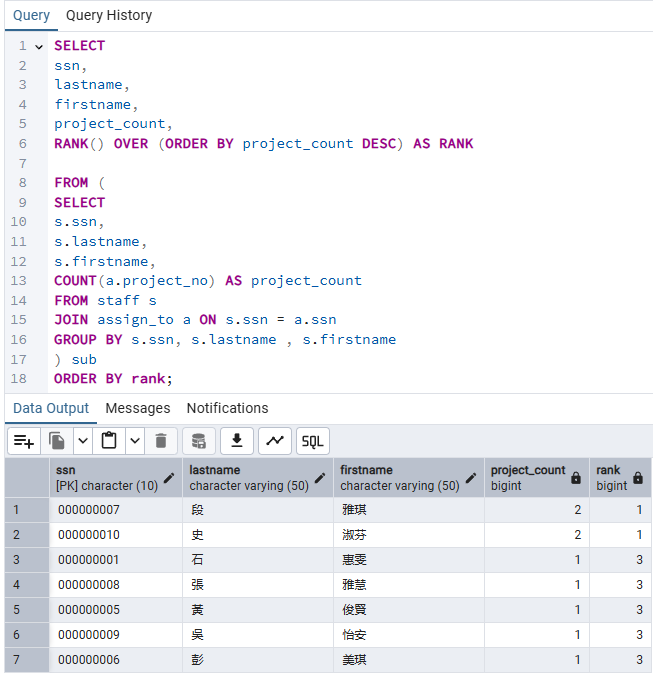 Query Query History
1 SELECT
2 ssn,
3 lastname,
4 firstname,
5 project_count,
6 RANK() OVER (ORDER BY project_count DESC) AS RANK
7
8 FROM (
9 SELECT
10 s.ssn,
11 s.lastname,
12 s.firstname,
13 COUNT(a.project_no) AS project_count
14 FROM staff s
15 JOIN assign_to a ON s.ssn = a.ssn
16 GROUP BY s.ssn, s.lastname , s.firstname
17 ) sub
18 ORDER BY rank;
Data Output Messages Notifications
SQL
ssn lastname firstname project_count rank
[PK] character (10) character varying (50) character varying (50) bigint bigint
1 000000007 段 雅琪 2 1
2 000000010 史 淑芬 2 1
3 000000001 石 惠雯 1 3
4 000000008 張 雅慧 1 3
5 000000005 黃 俊賢 1 3
6 000000009 吳 怡安 1 3
7 000000006 彭 美琪 1 3